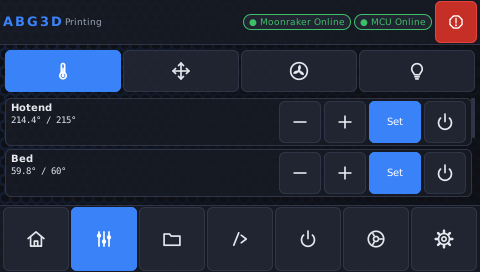 ABG3D Printing
Moonraker Online
MCU Online
Hotend
214.4° / 215°
Set
Bed
59.8° / 60°
Set